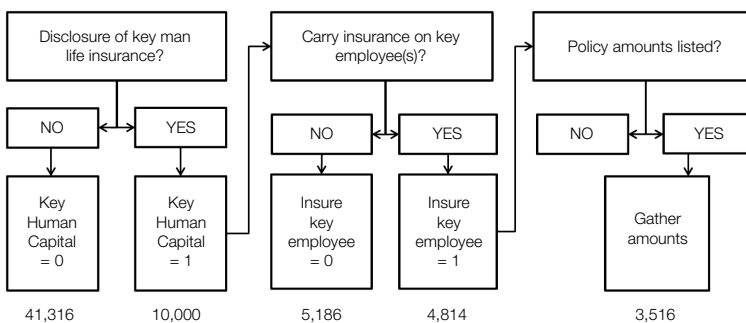 Disclosure of key man
life insurance?
NO
YES
Key
Human
Capital
= 0
Key
Human
Capital
= 1
41,316
10,000
Carry insurance on key
employee(s)?
NO
YES
Insure
key
employee
= 0
Insure
key
employee
= 1
5,186
4,814
Policy amounts listed?
NO
YES
Gather
amounts
3,516